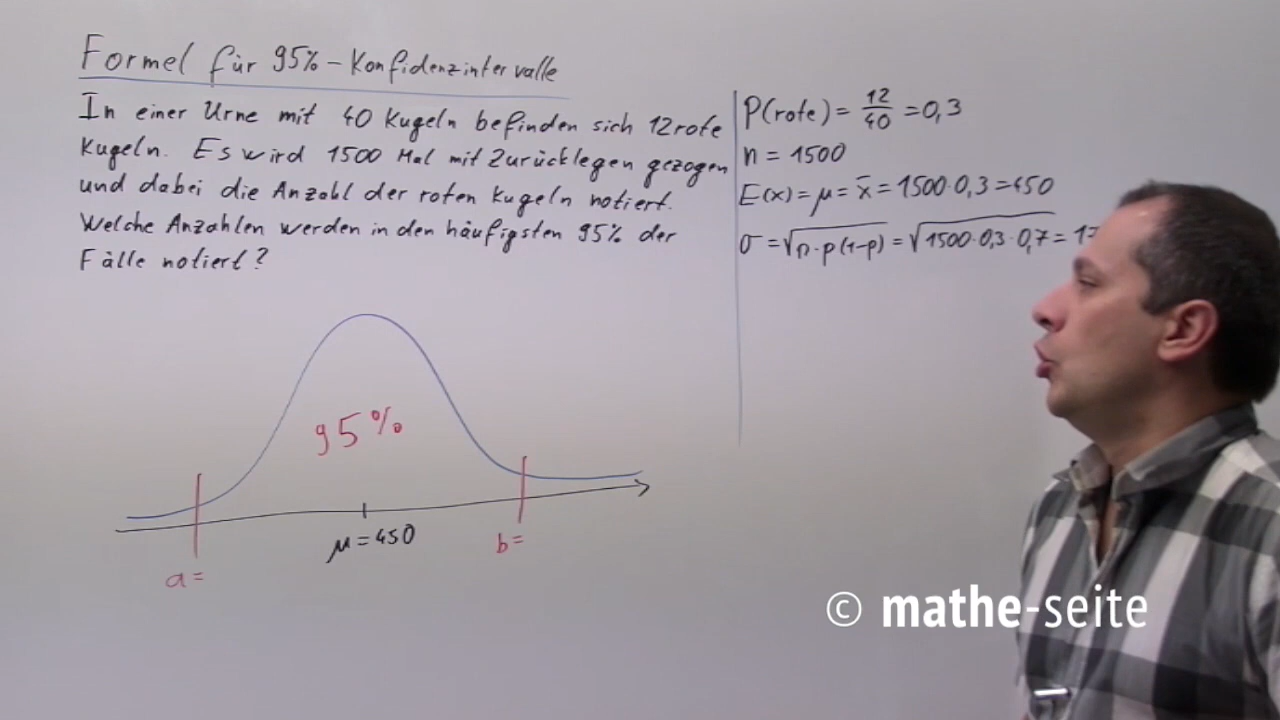 Formel für 95%-Konfidenzintervalle
In einer Urne mit 40 Kugeln befinden sich 12 rote
Kugeln. Es wird 1500 Mal mit Zurücklegen gezogen
und dabei die Anzahl der roten Kugeln notiert.
Welche Anzahlen werden in den häufigsten 95% der
Fälle notiert?
P(rote) = 12/40 = 0,3
n = 1500
E(x) = μ = x̄ = 1500·0,3 = 450
σ = √n·p(1-p) = √1500·0,3·0,7 = 17
95%
μ = 450
a =
b =
© mathe-seite